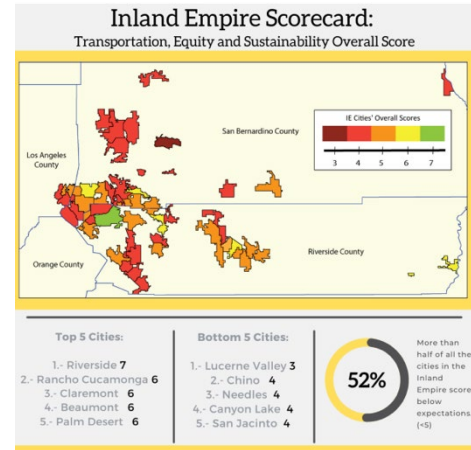 Inland Empire Scorecard:
Transportation, Equity and Sustainability Overall Score
San Bernardino County
IE Cities' Overall Scores
3 4 5 6 7
Los Angeles
County
Orange County
Riverside County
Top 5 Cities:
1.- Riverside 7
2.- Rancho Cucamonga 6
3.- Claremont 6
4.- Beaumont 6
5.- Palm Desert 6
Bottom 5 Cities:
1.- Lucerne Valley 3
2.- Chino 4
3.- Needles 4
4.- Canyon Lake 4
5.- San Jacinto 4
52%
More than
half of all the
cities in the
Inland
Empire score
below
expectations
(<5)